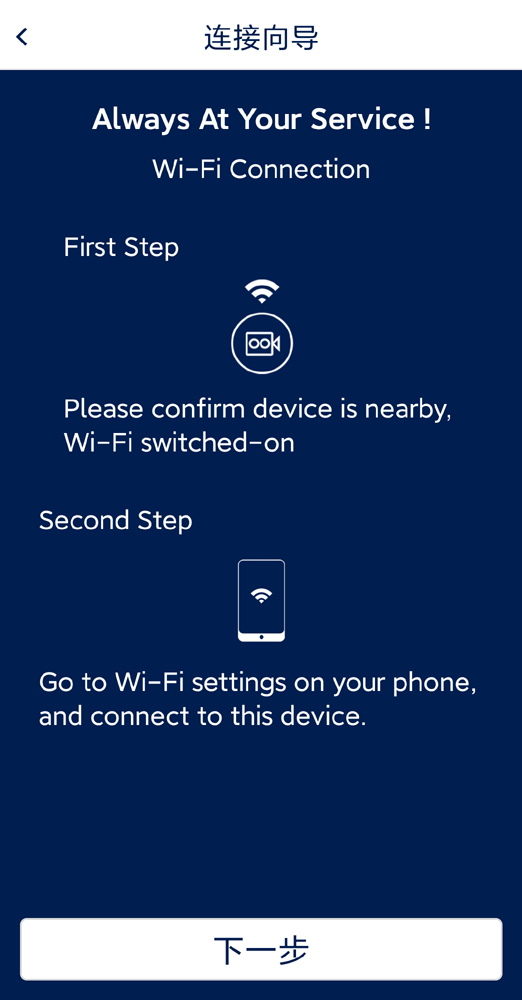 连接向导
Always At Your Service !
Wi-Fi Connection
First Step
Please confirm device is nearby,
Wi-Fi switched-on
Second Step
Go to Wi-Fi settings on your phone,
and connect to this device.
下一步